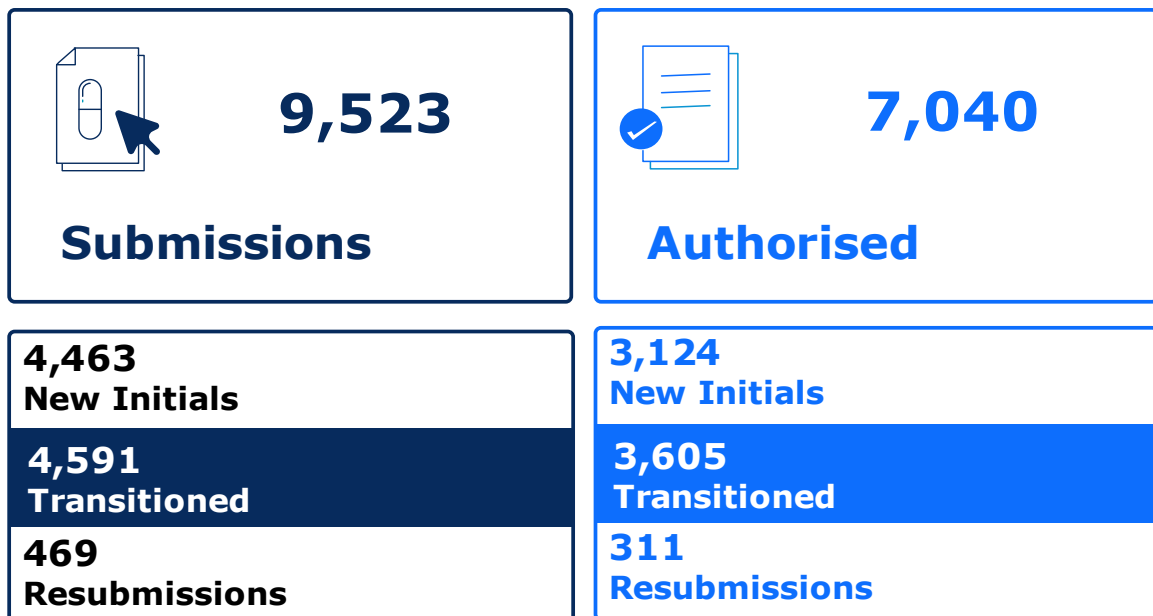 9,523
Submissions
7,040
Authorised
4,463
New Initials
4,591
Transitioned
469
Resubmissions
3,124
New Initials
3,605
Transitioned
311
Resubmissions